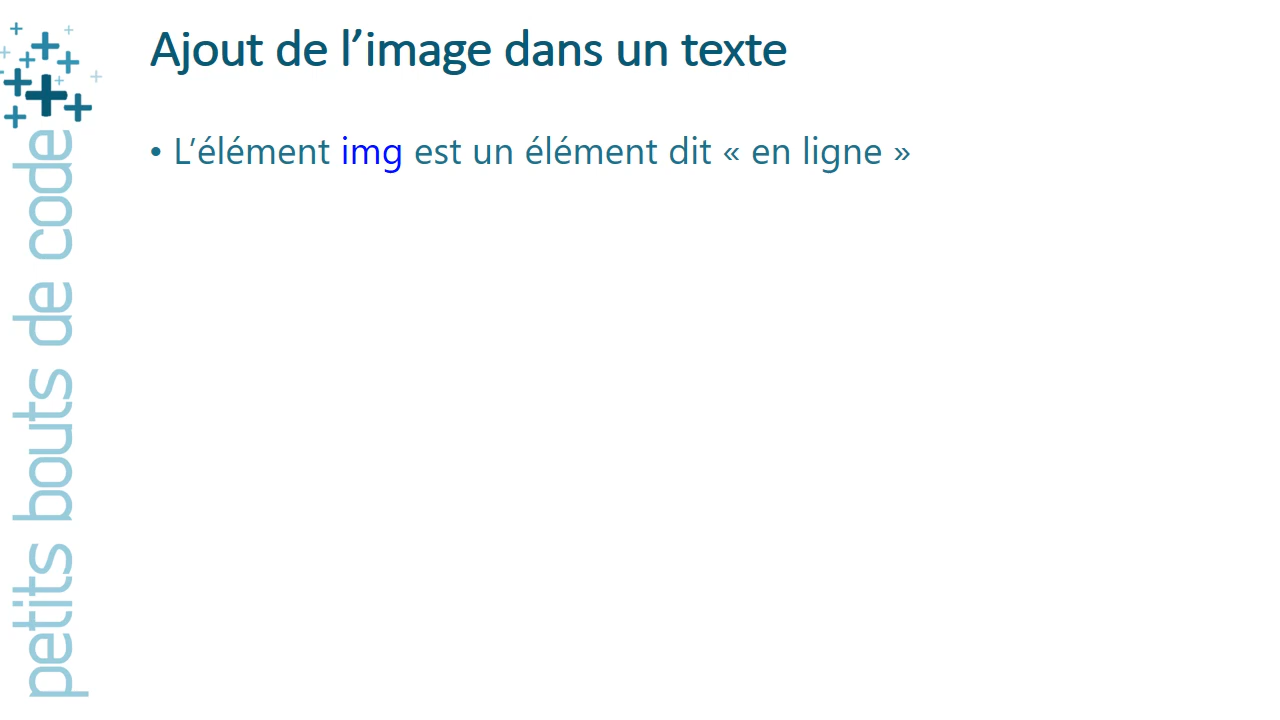 Ajout de l’image dans un texte
• L’élément img est un élément dit « en ligne »
petits bouts de code